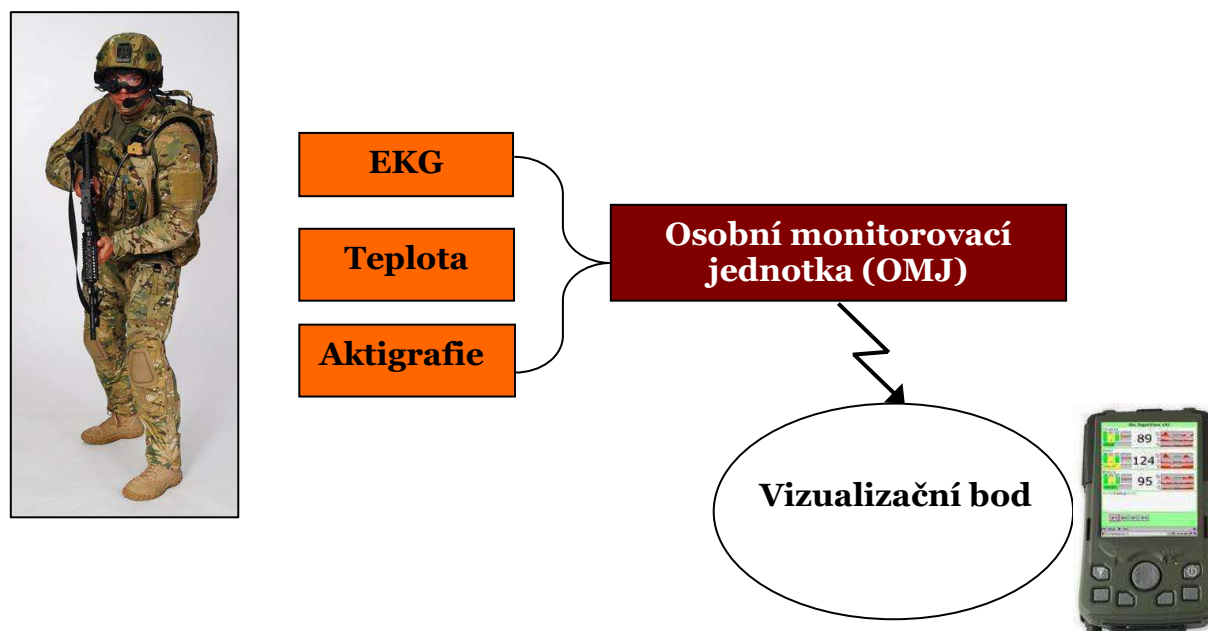 EKG
Teplota
Aktigrafie
Osobní monitorovací
jednotka (OMJ)
Vizualizační bod
89
124
95